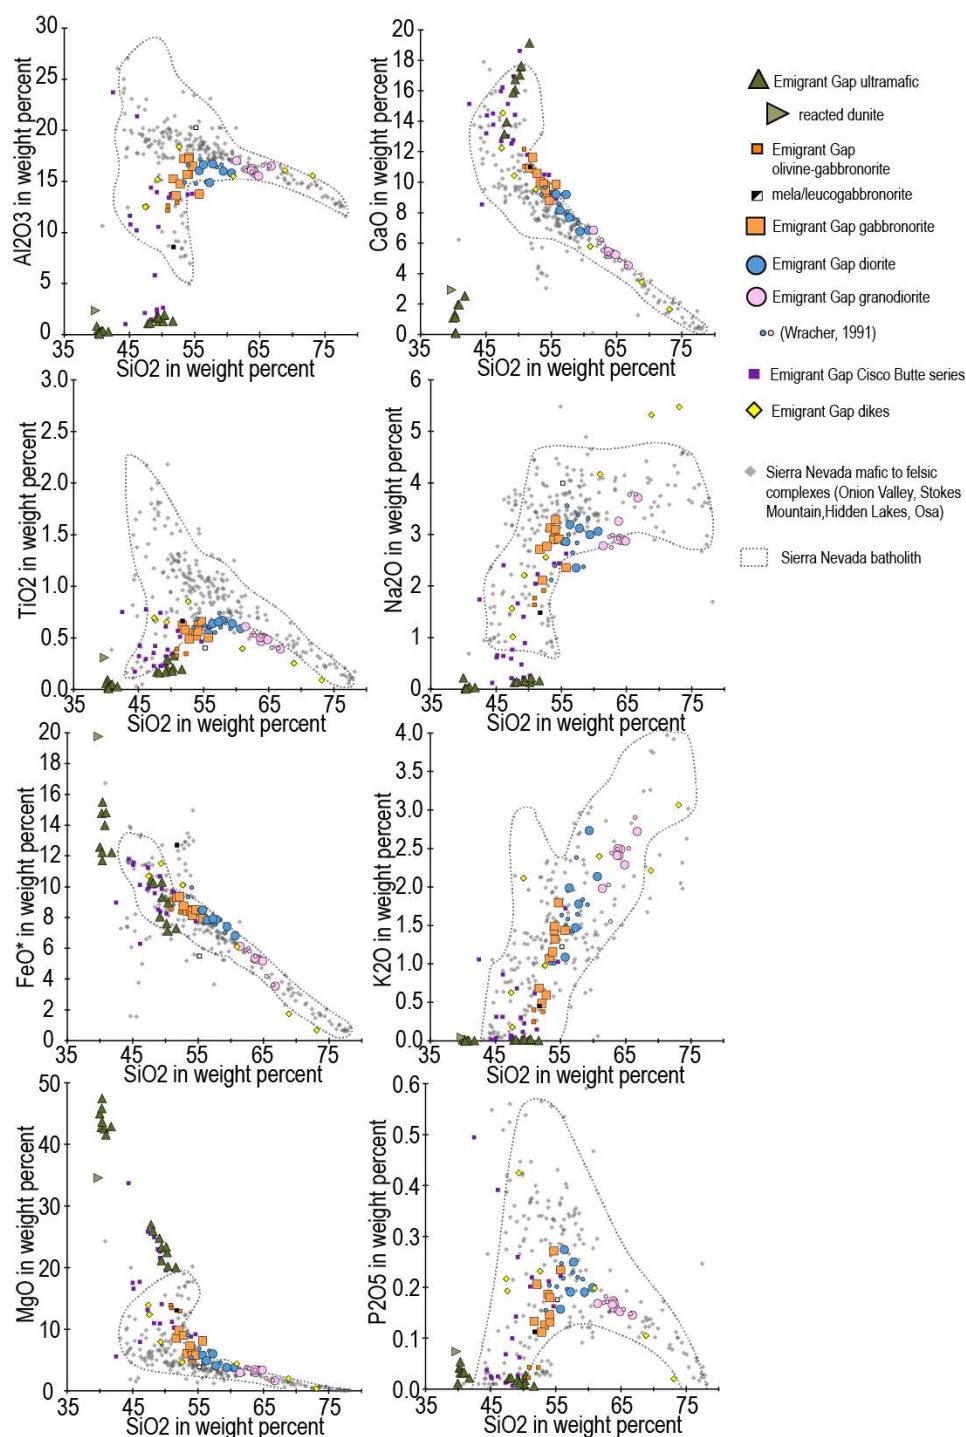 30
25
20
15
10
5
0
Al2O3 in weight percent
35 45 55 65 75
SiO2 in weight percent
20
18
16
14
12
10
8
6
4
2
0
CaO in weight percent
35 45 55 65 75
SiO2 in weight percent
Emigrant Gap ultramafic
reacted dunite
Emigrant Gap
olivine-gabbronorite
mela/leucogabbronorite
Emigrant Gap gabbronorite
Emigrant Gap diorite
Emigrant Gap granodiorite
(Wracher, 1991)
Emigrant Gap Cisco Butte series
Emigrant Gap dikes
Sierra Nevada mafic to felsic
complexes (Onion Valley, Stokes
Mountain,Hidden Lakes, Osa)
Sierra Nevada batholith
3.0
2.5
2.0
1.5
1.0
0.5
0.0
TiO2 in weight percent
35 45 55 65 75
SiO2 in weight percent
6
5
4
3
2
1
0
Na2O in weight percent
35 45 55 65 75
SiO2 in weight percent
20
18
16
14
12
10
8
6
4
2
0
FeO* in weight percent
35 45 55 65 75
SiO2 in weight percent
4.0
3.5
3.0
2.5
2.0
1.5
1.0
0.5
0.0
K2O in weight percent
35 45 55 65 75
SiO2 in weight percent
50
40
30
20
10
0
MgO in weight percent
35 45 55 65 75
SiO2 in weight percent
0.6
0.5
0.4
0.3
0.2
0.1
0.0
P2O5 in weight percent
35 45 55 65 75
SiO2 in weight percent